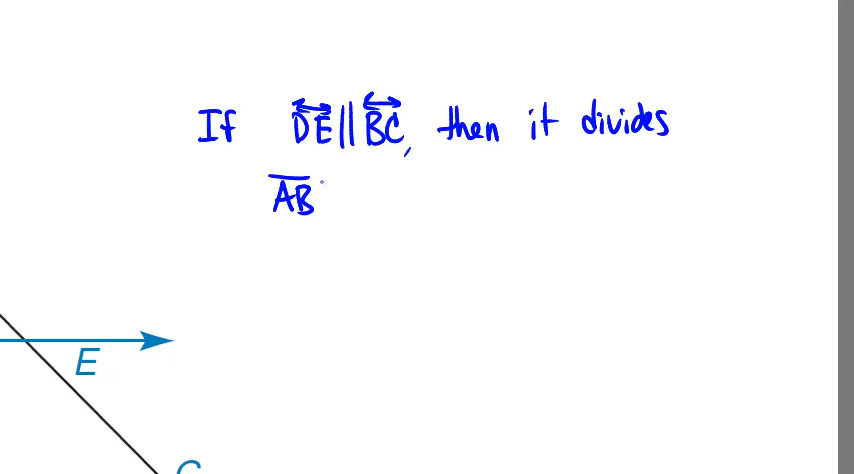 If DE || BC, then it divides
AB
E
C